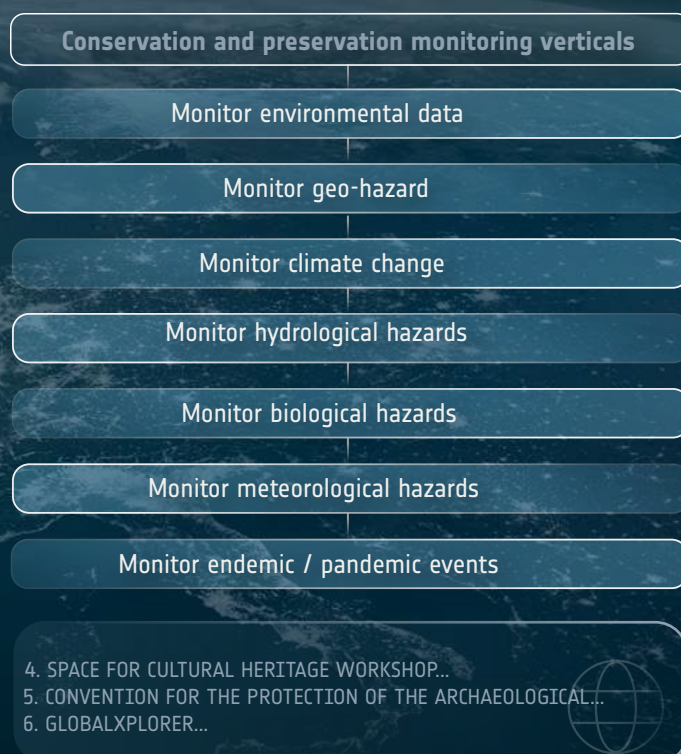 Conservation and preservation monitoring verticals
Monitor environmental data
Monitor geo-hazard
Monitor climate change
Monitor hydrological hazards
Monitor biological hazards
Monitor meteorological hazards
Monitor endemic / pandemic events
4. SPACE FOR CULTURAL HERITAGE WORKSHOP...
5. CONVENTION FOR THE PROTECTION OF THE ARCHAEOLOGICAL...
6. GLOBALXPLORER...